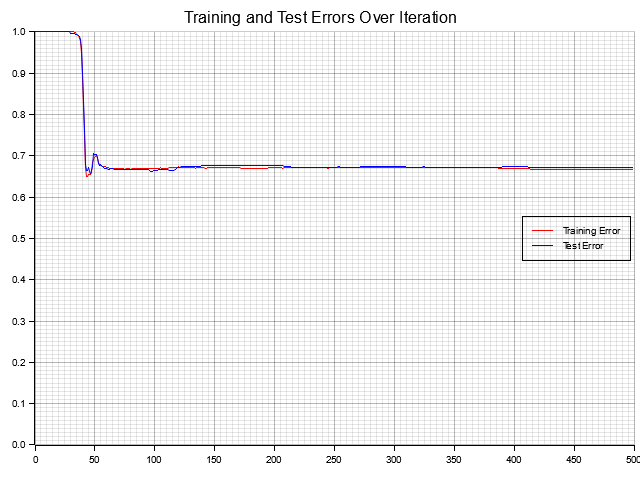 Training and Test Errors Over Iteration
1.0
0.9
0.8
0.7
0.6
0.5
0.4
0.3
0.2
0.1
0.0
Training Error
Test Error
0 50 100 150 200 250 300 350 400 450 500